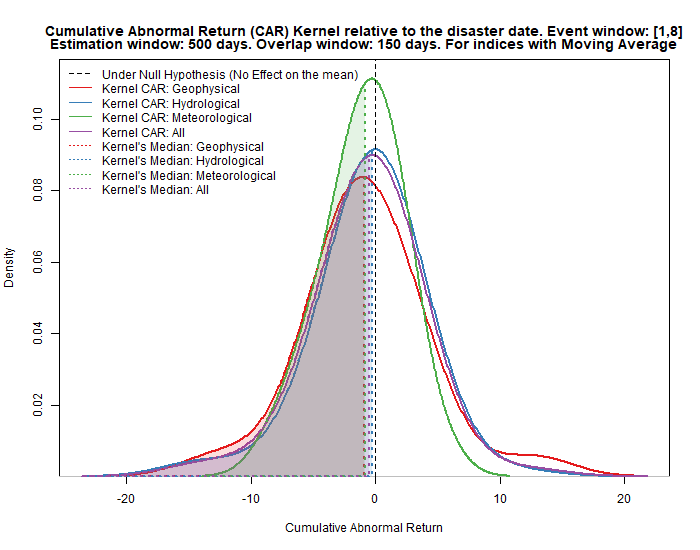 Cumulative Abnormal Return (CAR) Kernel relative to the disaster date. Event window: [1,8]
Estimation window: 500 days. Overlap window: 150 days. For indices with Moving Average
Under Null Hypothesis (No Effect on the mean)
Kernel CAR: Geophysical
Kernel CAR: Hydrological
Kernel CAR: Meteorological
Kernel CAR: All
Kernel's Median: Geophysical
Kernel's Median: Hydrological
Kernel's Median: Meteorological
Kernel's Median: All
Density
0.10
0.08
0.06
0.04
0.02
-20
-10
0
10
20
Cumulative Abnormal Return